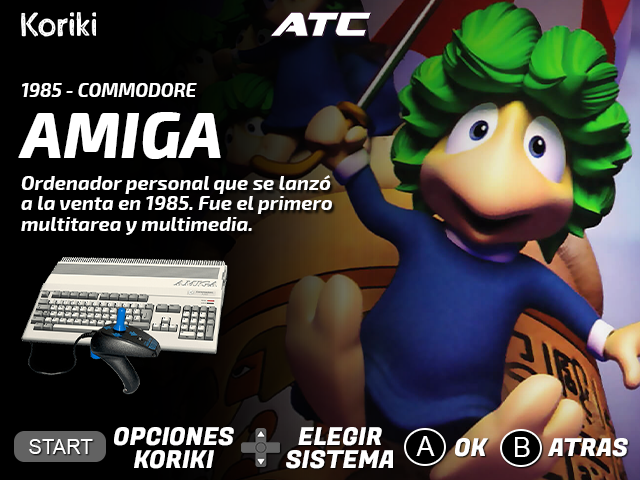 Koriki
ATC
1985 - COMMODORE
AMIGA
Ordenador personal que se lanzó
a la venta en 1985. Fue el primero
multitarea y multimedia.
AMIGA
START
OPCIONES
KORIKI
ELEGIR
SISTEMA
A OK
B ATRAS